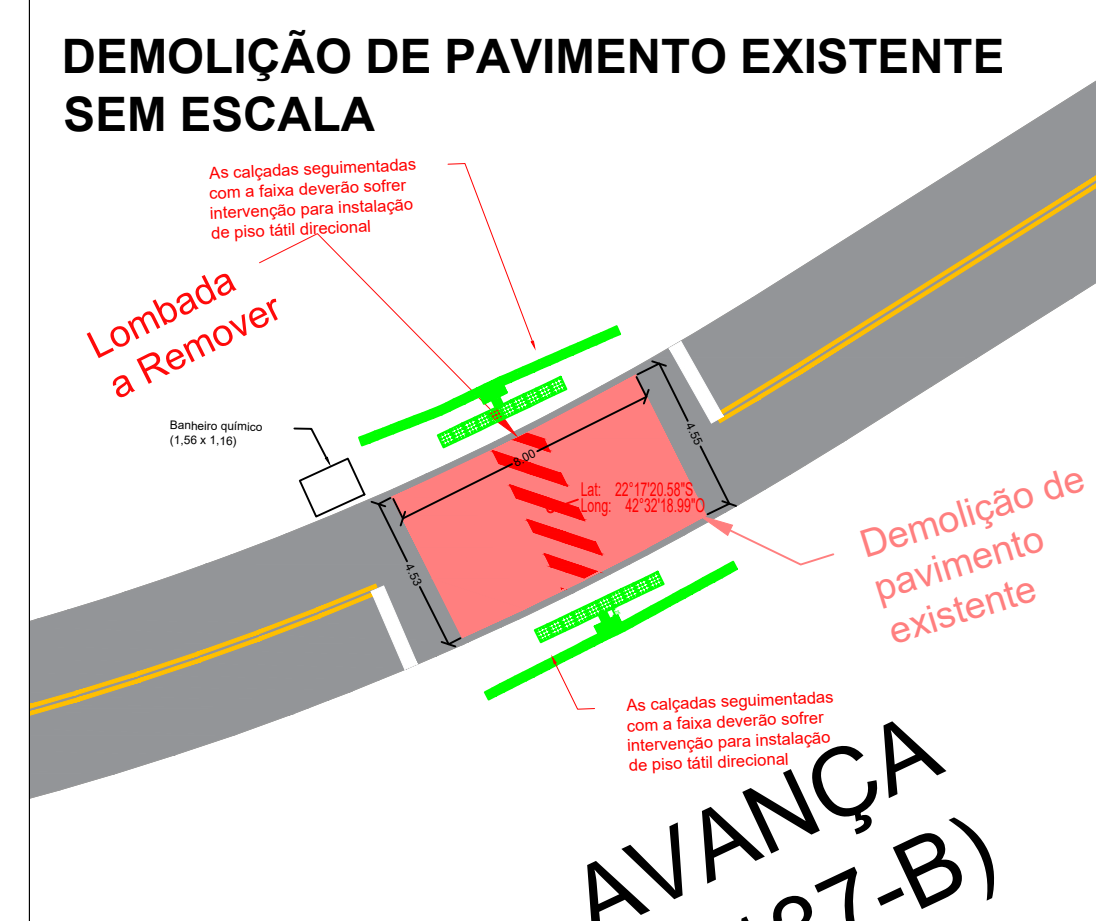 DEMOLIÇÃO DE PAVIMENTO EXISTENTE
SEM ESCALA
As calçadas seguimentadas
com a faixa deverão sofrer
intervenção para instalação
de piso tátil direcional
Lombada
a Remover
Banheiro químico
(1,56 x 1,16)
8.00
4.55
Lat: 22°17'20.58"S
Long: 42°32'18.99"O
4.53
Demolição de
pavimento
existente
As calçadas seguimentadas
com a faixa deverão sofrer
intervenção para instalação
de piso tátil direcional
AVANÇA
87-B)